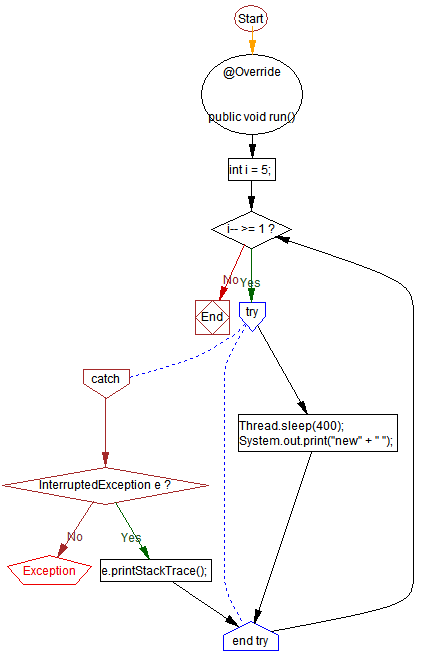 Start
@Override
public void run()
int i = 5;
i-- >= 1 ?
No
Yes
End
try
catch
Thread.sleep(400);
System.out.print("new" + " ");
InterruptedException e ?
No
Yes
Exception
e.printStackTrace();
end try